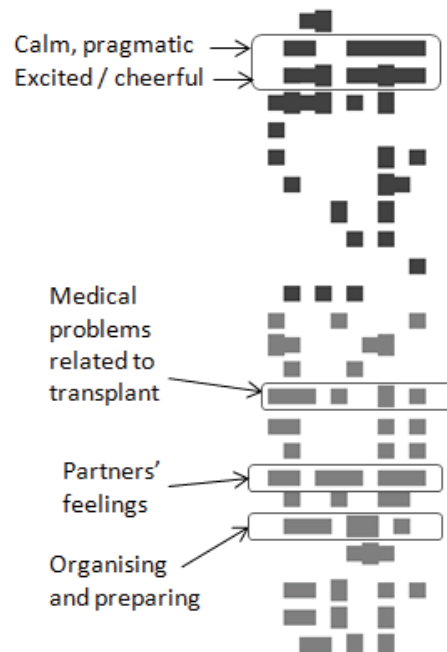 Calm, pragmatic
Excited / cheerful
Medical
problems
related to
transplant
Partners’
feelings
Organising
and preparing